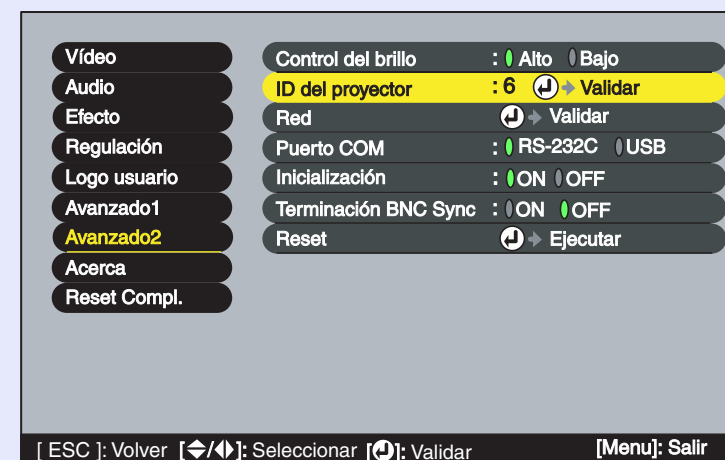 Vídeo
Audio
Efecto
Regulación
Logo usuario
Avanzado1
Avanzado2
Acerca
Reset Compl.
Control del brillo : Alto Bajo
ID del proyector : 6 Validar
Red Validar
Puerto COM : RS-232C USB
Inicialización : ON OFF
Terminación BNC Sync : ON OFF
Reset Ejecutar
[ ESC ]: Volver [/]: Seleccionar []: Validar [Menu]: Salir